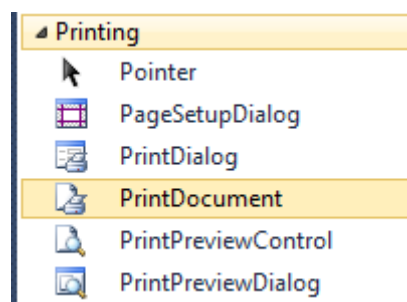 Printing
Pointer
PageSetupDialog
PrintDialog
PrintDocument
PrintPreviewControl
PrintPreviewDialog